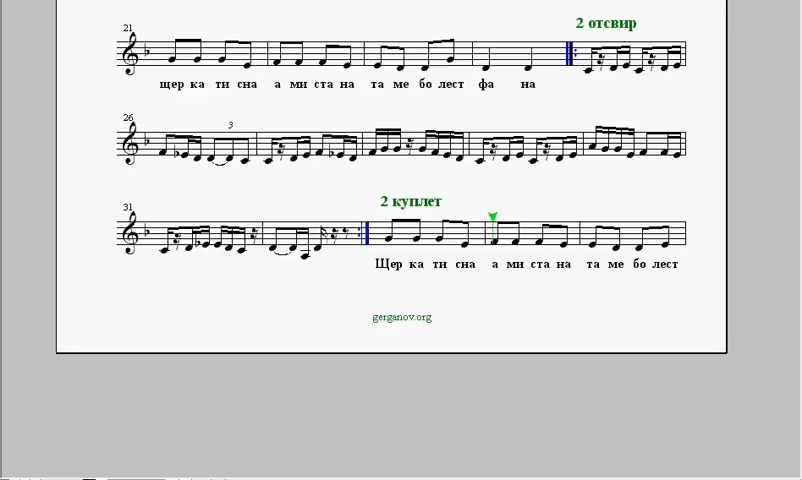 2 отсвир
21
щер ка ти сна а ми ста на та ме бо лест фа на
26
3
31
2 куплет
Щер ка ти сна а ми ста на та ме бо лест
gerganov.org